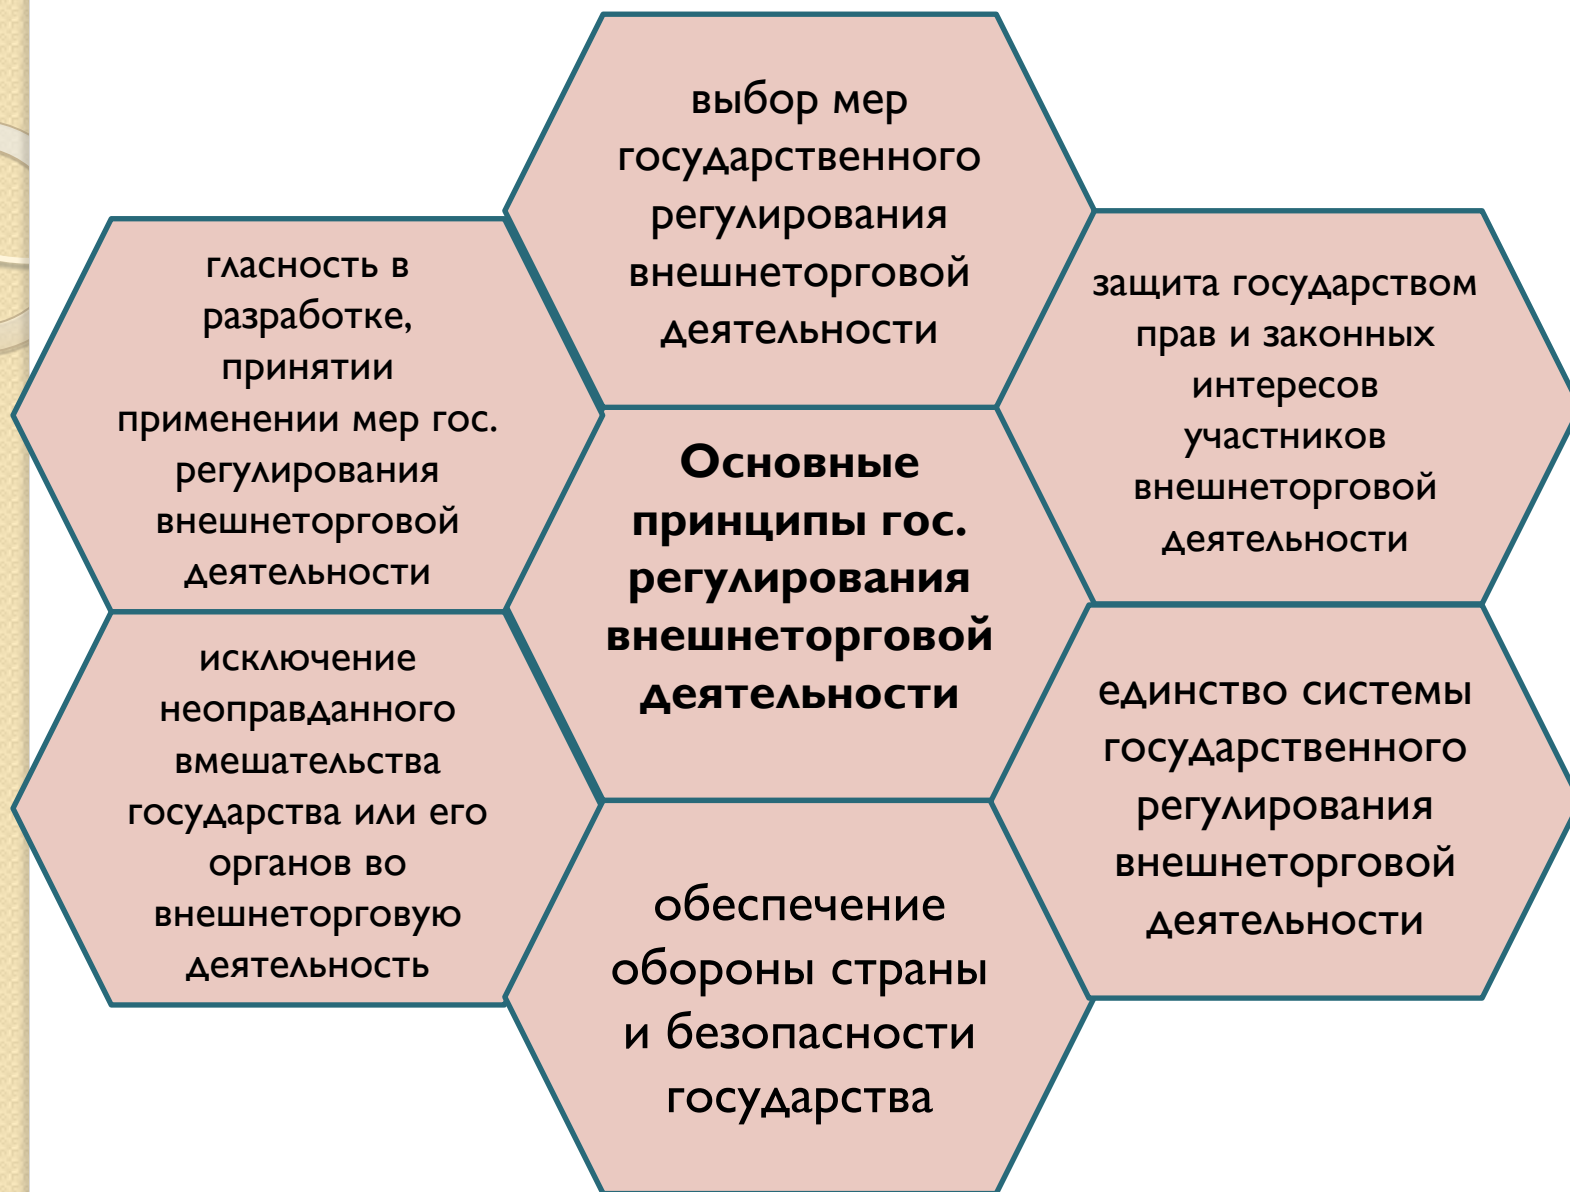 выбор мер
государственного
регулирования
внешнеторговой
деятельности
гласность в
разработке,
принятии
применении мер гос.
регулирования
внешнеторговой
деятельности
защита государством
прав и законных
интересов
участников
внешнеторговой
деятельности
Основные
принципы гос.
регулирования
внешнеторговой
деятельности
исключение
неоправданного
вмешательства
государства или его
органов во
внешнеторговую
деятельность
единство системы
государственного
регулирования
внешнеторговой
деятельности
обеспечение
обороны страны
и безопасности
государства